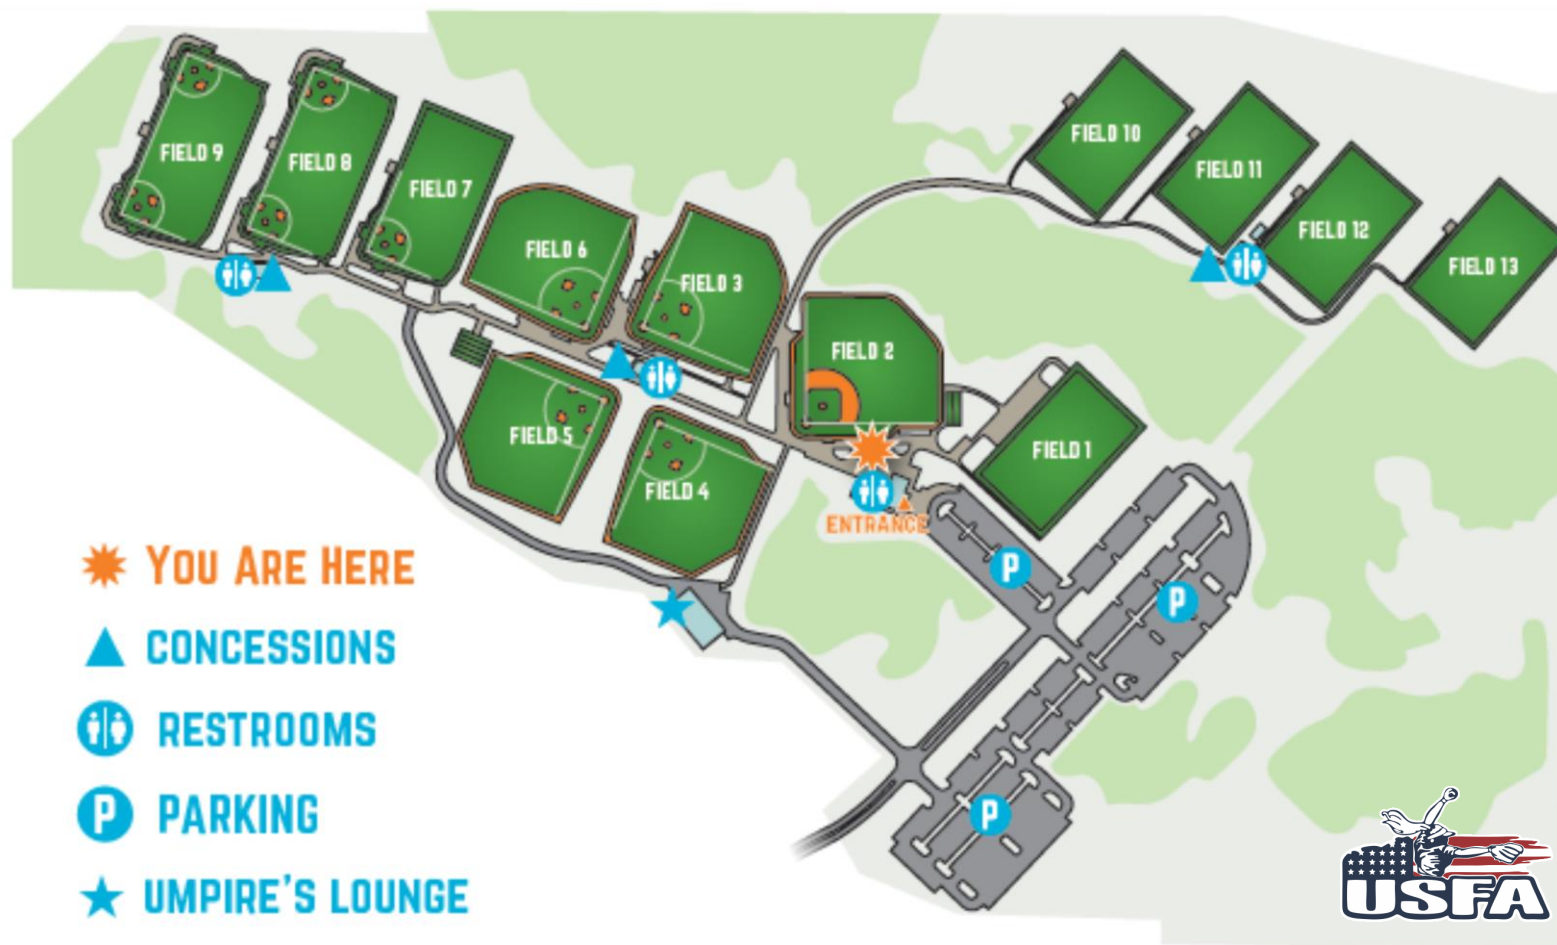 FIELD 9
FIELD 8
FIELD 7
FIELD 6
FIELD 3
FIELD 10
FIELD 11
FIELD 12
FIELD 13
FIELD 2
FIELD 5
FIELD 4
FIELD 1
ENTRANCE
P
P
P
YOU ARE HERE
CONCESSIONS
RESTROOMS
P PARKING
UMPIRE'S LOUNGE
USFA